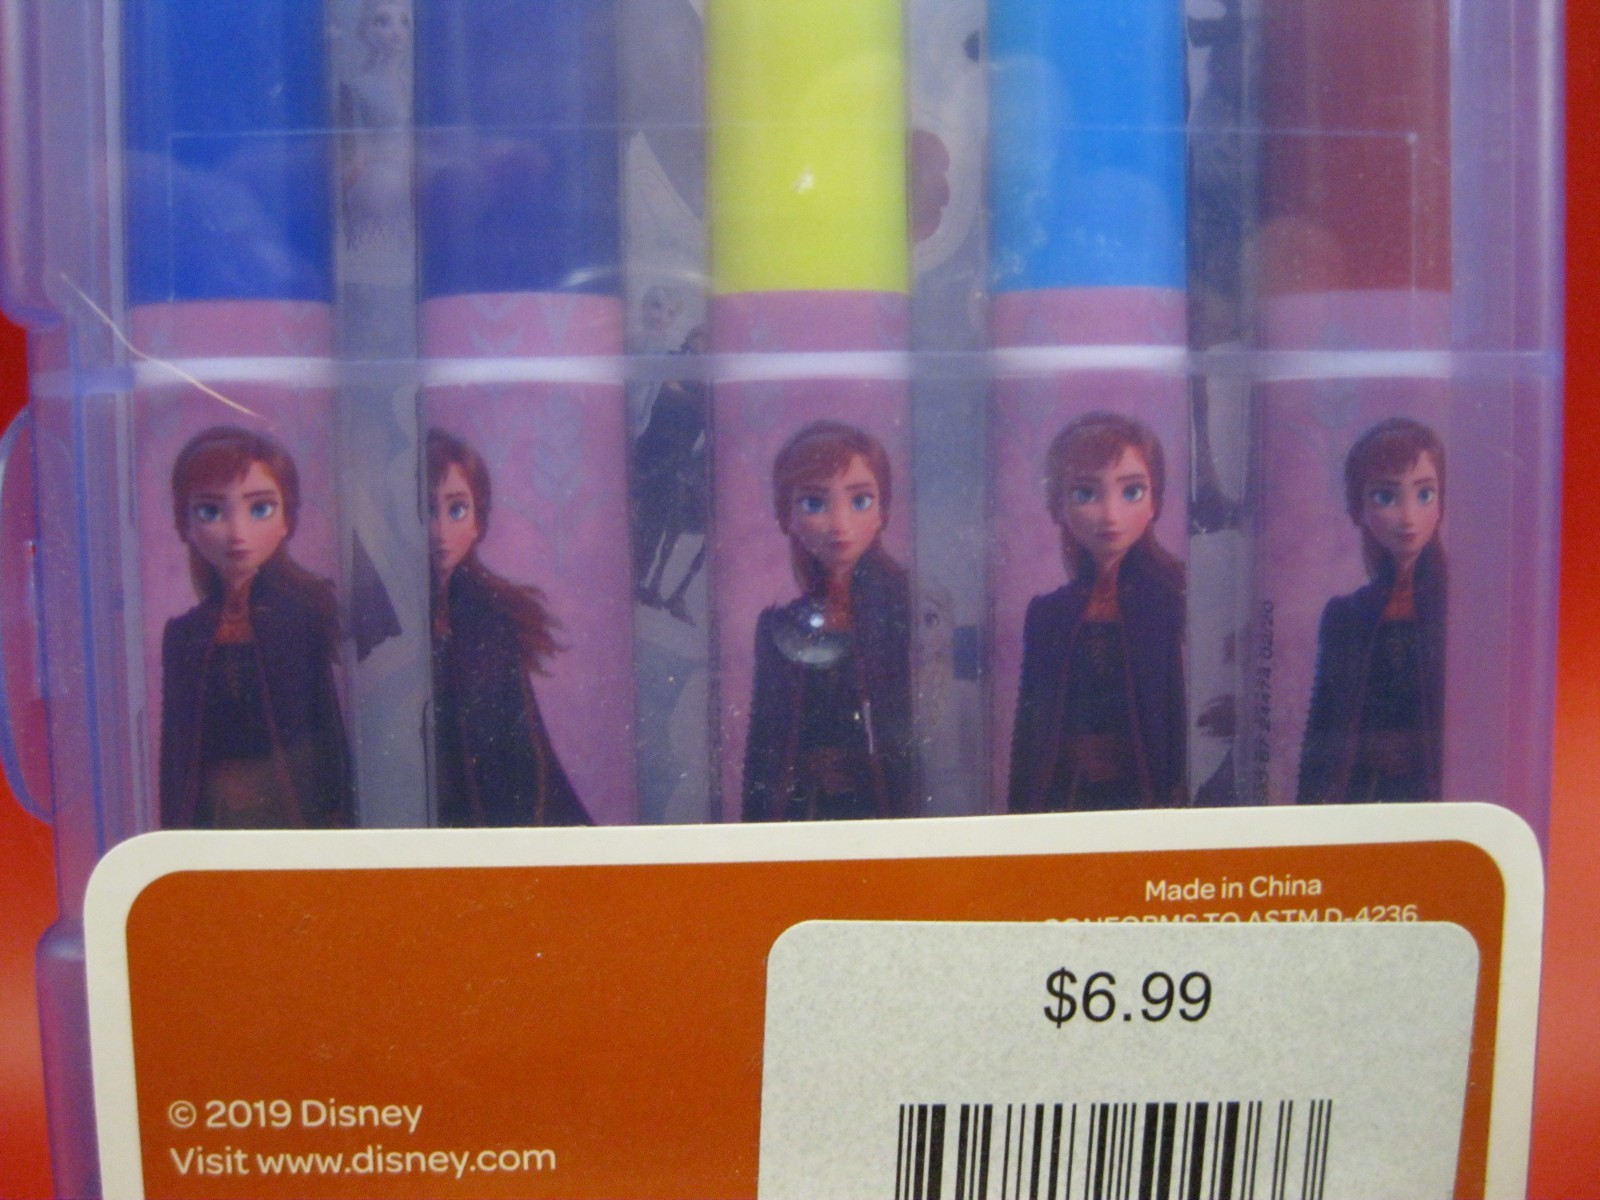 Made in China
CONFORMS TO ASTM D-4236
$6.99
© 2019 Disney
Visit www.disney.com